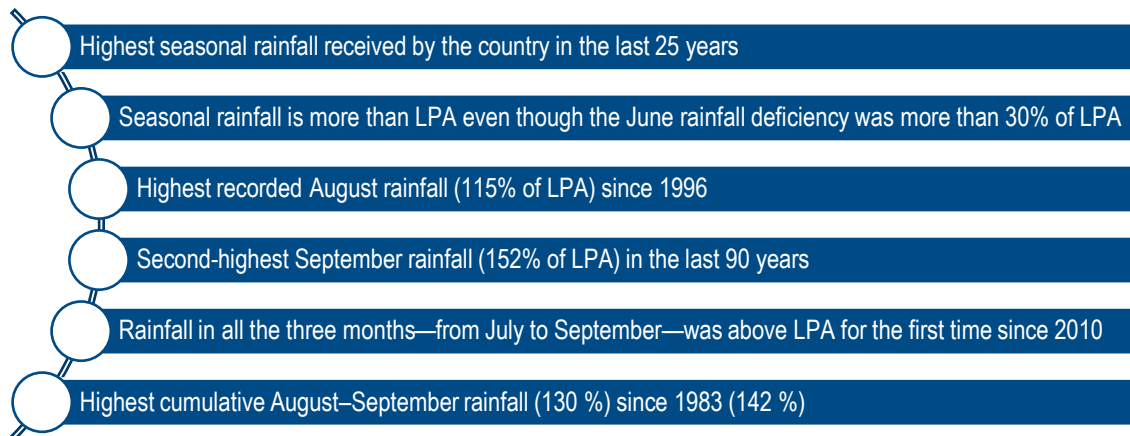 Highest seasonal rainfall received by the country in the last 25 years
Seasonal rainfall is more than LPA even though the June rainfall deficiency was more than 30% of LPA
Highest recorded August rainfall (115% of LPA) since 1996
Second-highest September rainfall (152% of LPA) in the last 90 years
Rainfall in all the three months—from July to September—was above LPA for the first time since 2010
Highest cumulative August–September rainfall (130 %) since 1983 (142 %)